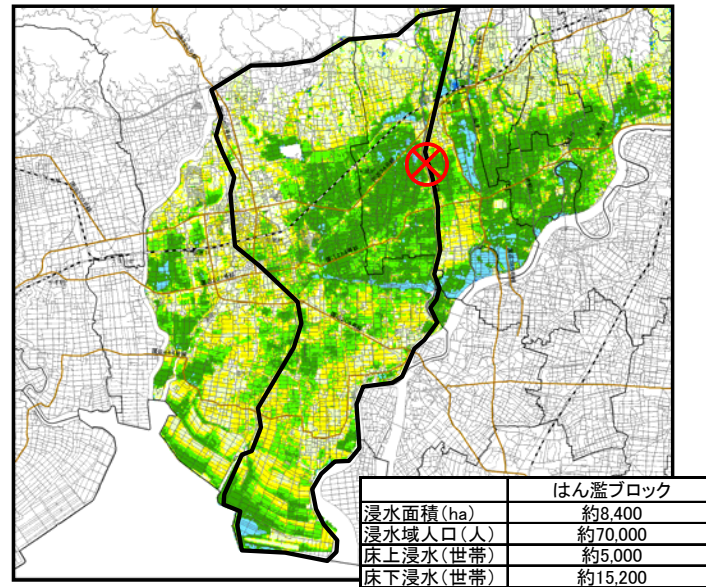 はん濫ブロック
浸水面積(ha) 約8,400
浸水域人口(人) 約70,000
床上浸水(世帯) 約5,000
床下浸水(世帯) 約15,200